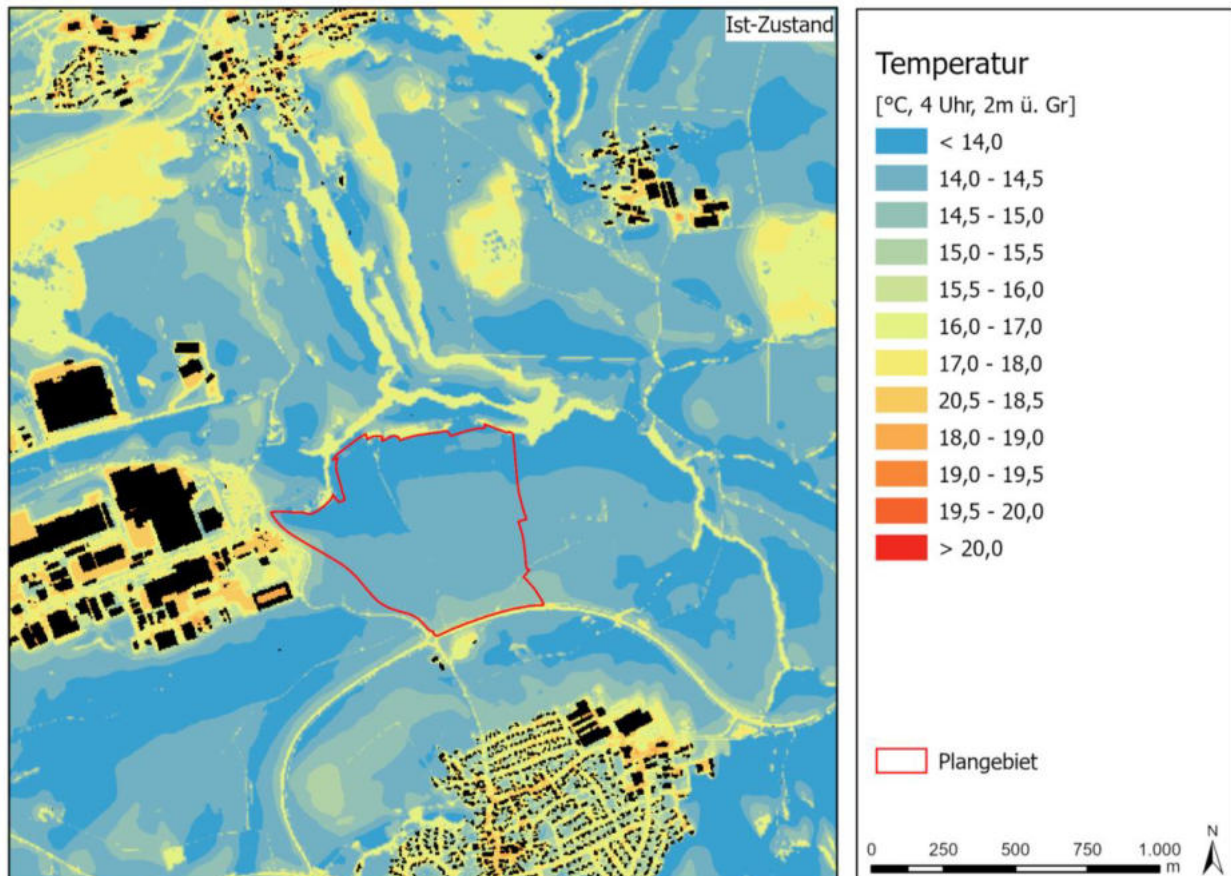 Ist-Zustand
Temperatur
[°C, 4 Uhr, 2m ü. Gr]
< 14,0
14,0 - 14,5
14,5 - 15,0
15,0 - 15,5
15,5 - 16,0
16,0 - 17,0
17,0 - 18,0
20,5 - 18,5
18,0 - 19,0
19,0 - 19,5
19,5 - 20,0
> 20,0
Plangebiet
N
0 250 500 750 1.000
m